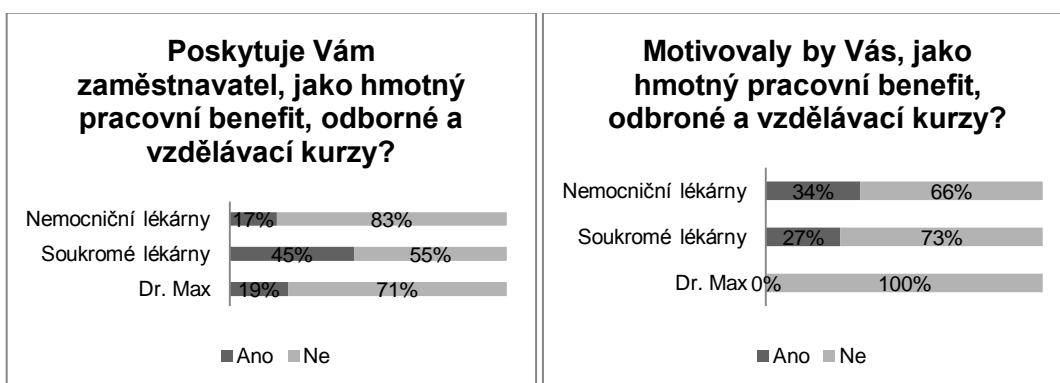 Poskytuje Vám
zaměstnavatel, jako hmotný
pracovní benefit, odborné a
vzdělávací kurzy?
Nemocniční lékárny 17% 83%
Soukromé lékárny 45% 55%
Dr. Max 19% 71%
Ano Ne
Motivovaly by Vás, jako
hmotný pracovní benefit,
odbroné a vzdělávací kurzy?
Nemocniční lékárny 34% 66%
Soukromé lékárny 27% 73%
Dr. Max 0% 100%
Ano Ne